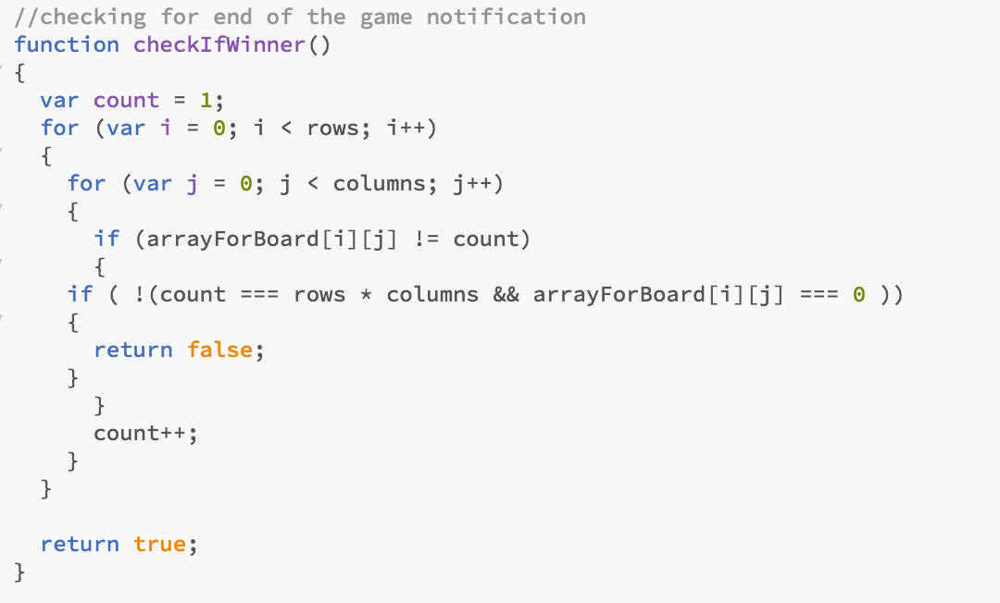 //checking for end of the game notification
function checkIfWinner()
{
  var count = 1;
  for (var i = 0; i < rows; i++)
  {
    for (var j = 0; j < columns; j++)
    {
      if (arrayForBoard[i][j] != count)
      {
    if ( !(count === rows * columns && arrayForBoard[i][j] === 0 ))
    {
      return false;
    }
      }
      count++;
    }
  }

  return true;
}